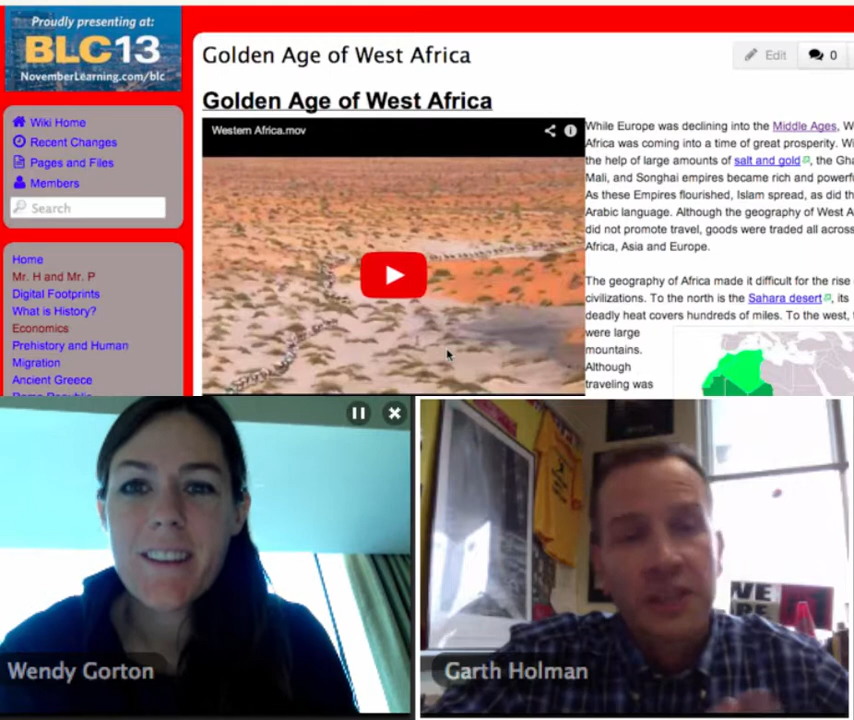 Proudly presenting at:
BLC13
NovemberLearning.com/blc
Wiki Home
Recent Changes
Pages and Files
Members
Search
Home
Mr. H and Mr. P
Digital Footprints
What is History?
Economics
Prehistory and Human
Migration
Ancient Greece
Golden Age of West Africa
Edit
0
Golden Age of West Africa
Western Africa.mov
While Europe was declining into the Middle Ages, W
Africa was coming into a time of great prosperity. Wi
the help of large amounts of salt and gold, the Gha
Mali, and Songhai empires became rich and powerfu
As these Empires flourished, Islam spread, as did th
Arabic language. Although the geography of West A
did not promote travel, goods were traded all across
Africa, Asia and Europe.
The geography of Africa made it difficult for the rise
civilizations. To the north is the Sahara desert, its
deadly heat covers hundreds of miles. To the west,
were large
mountains.
Although
traveling was
Wendy Gorton
Garth Holman